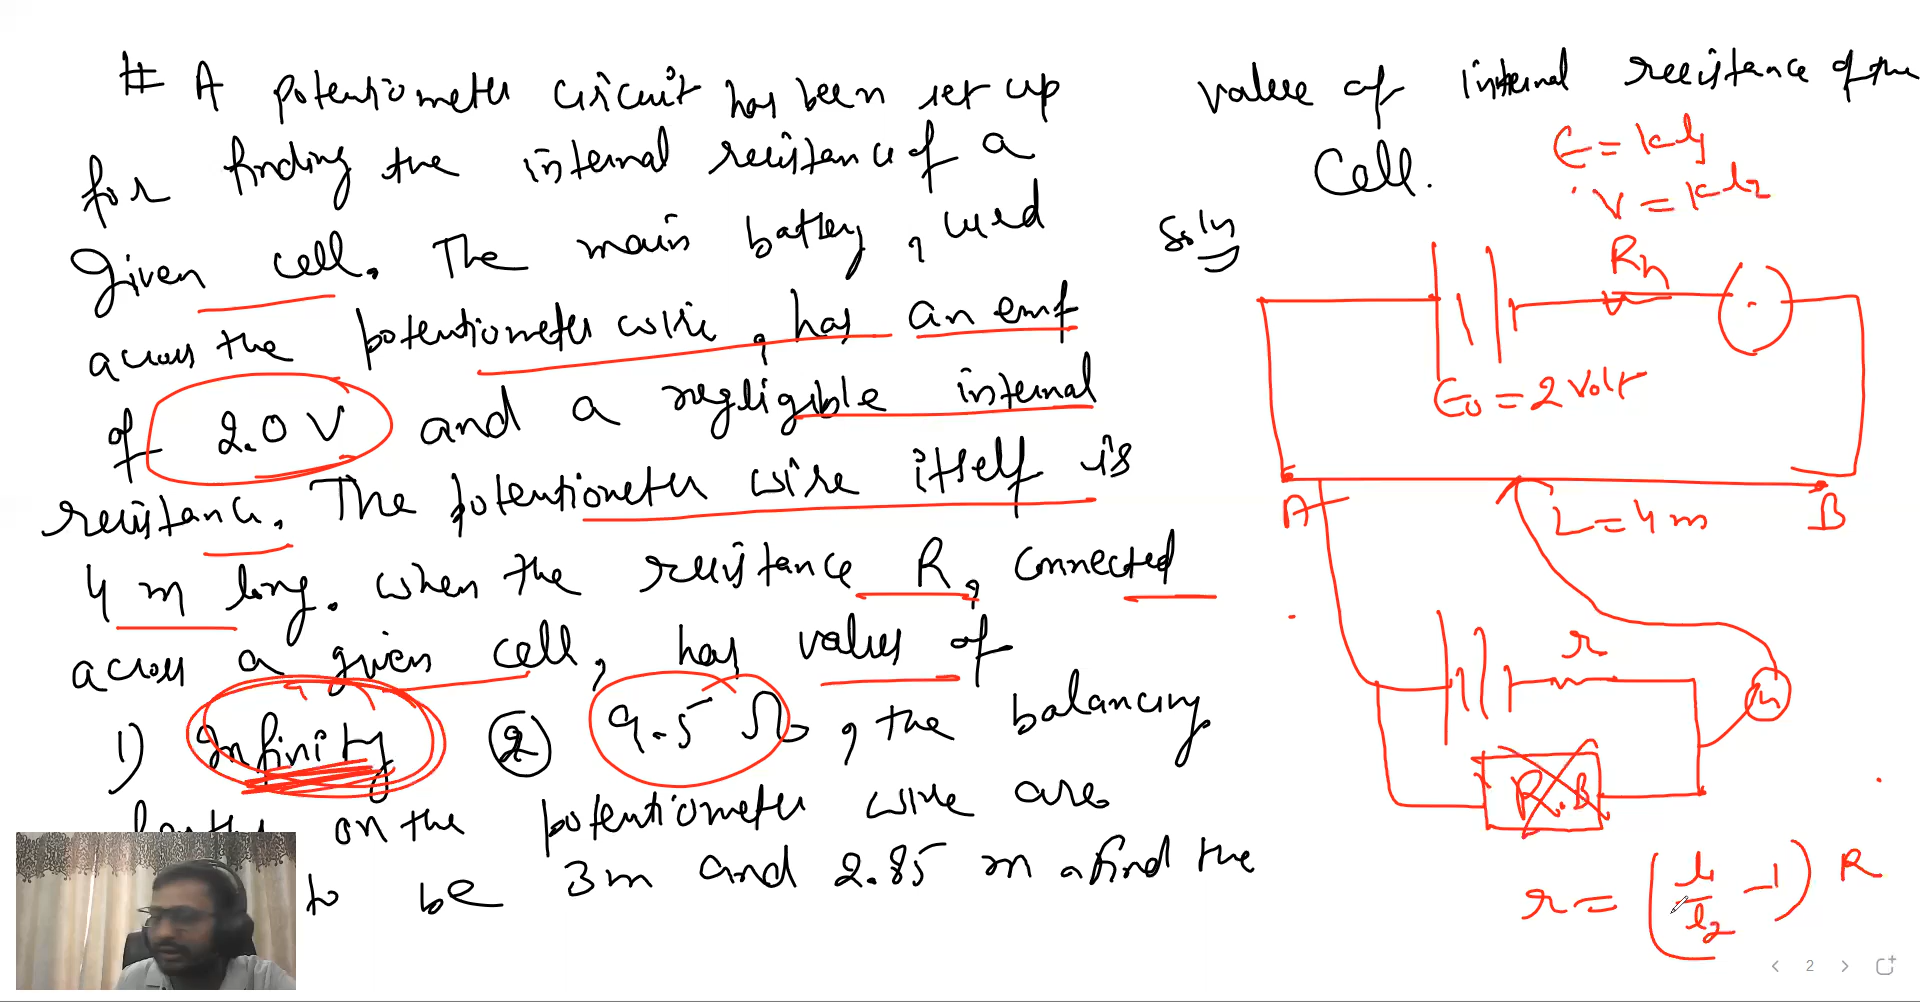 # A potentiometer circuit has been set up
for finding the internal resistance of a
Given cell. The main battery, used
across the potentiometer wire, has an emf
of 2.0 V and a negligible internal
resistance. The potentiometer wire itself is
4 m long. when the resistance R, connected
across a given cell, has values of
1) Infinity (2) 9.5 Ω, the balancing
on the potentiometer wire are
to be 3m and 2.85 m find the
value of internal resistance of the
Cell.
E = kl1
V = kl2
Soln
Rh
E0 = 2 Volt
A L = 4 m B
r
R.B
r = (l1/l2 - 1) R
2